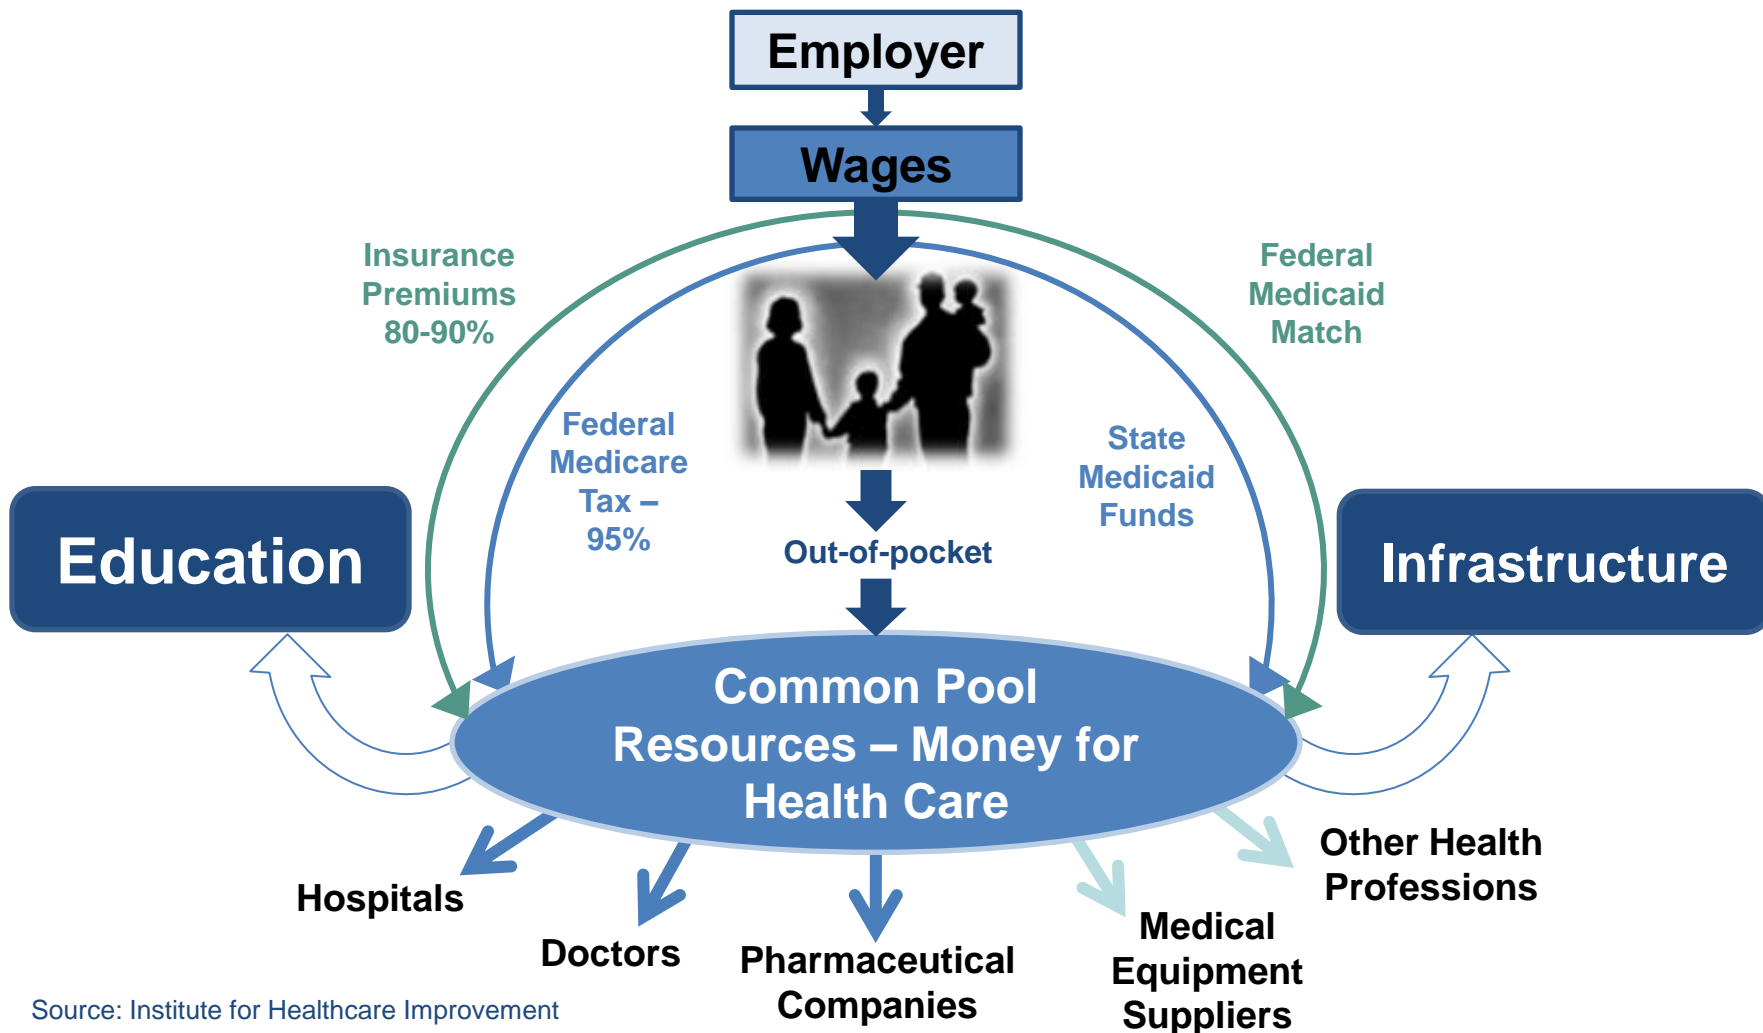 Employer
Wages
Insurance
Premiums
80-90%
Federal
Medicaid
Match
Federal
Medicare
Tax –
95%
State
Medicaid
Funds
Education
Out-of-pocket
Infrastructure
Common Pool
Resources – Money for
Health Care
Hospitals
Doctors
Pharmaceutical
Companies
Medical
Equipment
Suppliers
Other Health
Professions
Source: Institute for Healthcare Improvement